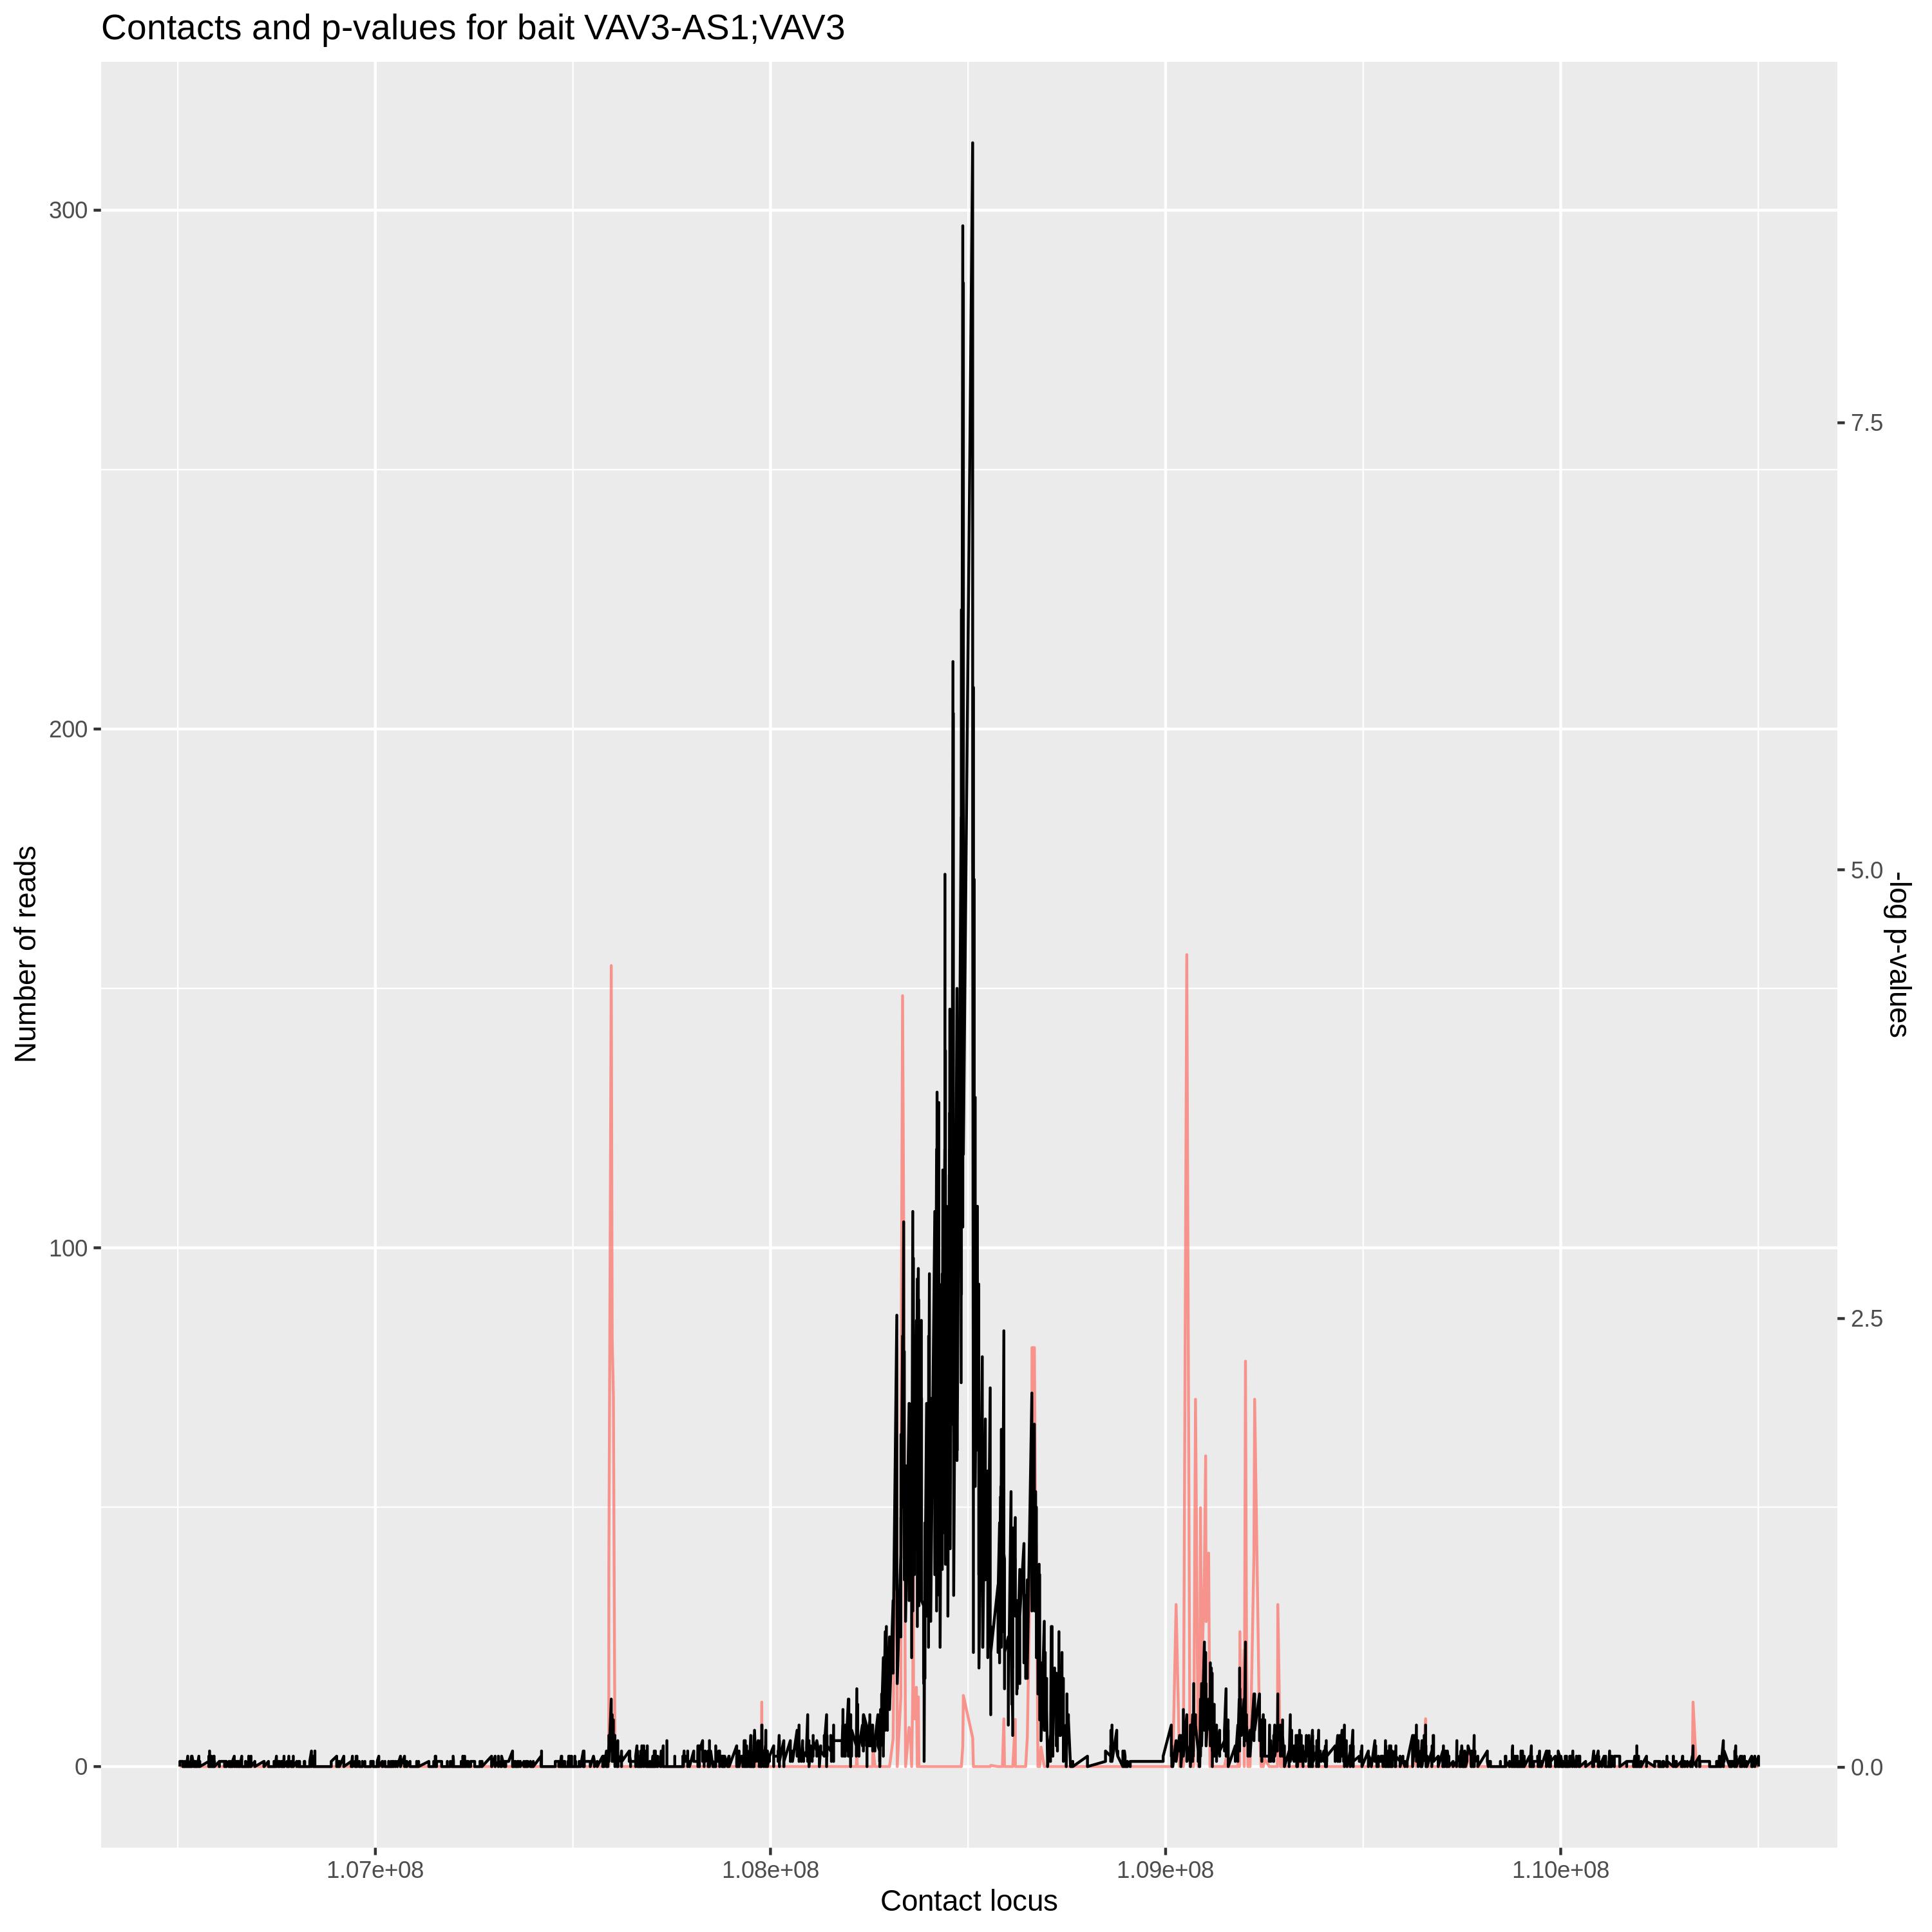 Contacts and p-values for bait VAV3-AS1;VAV3
300
200
100
0
Number of reads
7.5
5.0
2.5
0.0
-log p-values
1.07e+08
1.08e+08
1.09e+08
1.10e+08
Contact locus